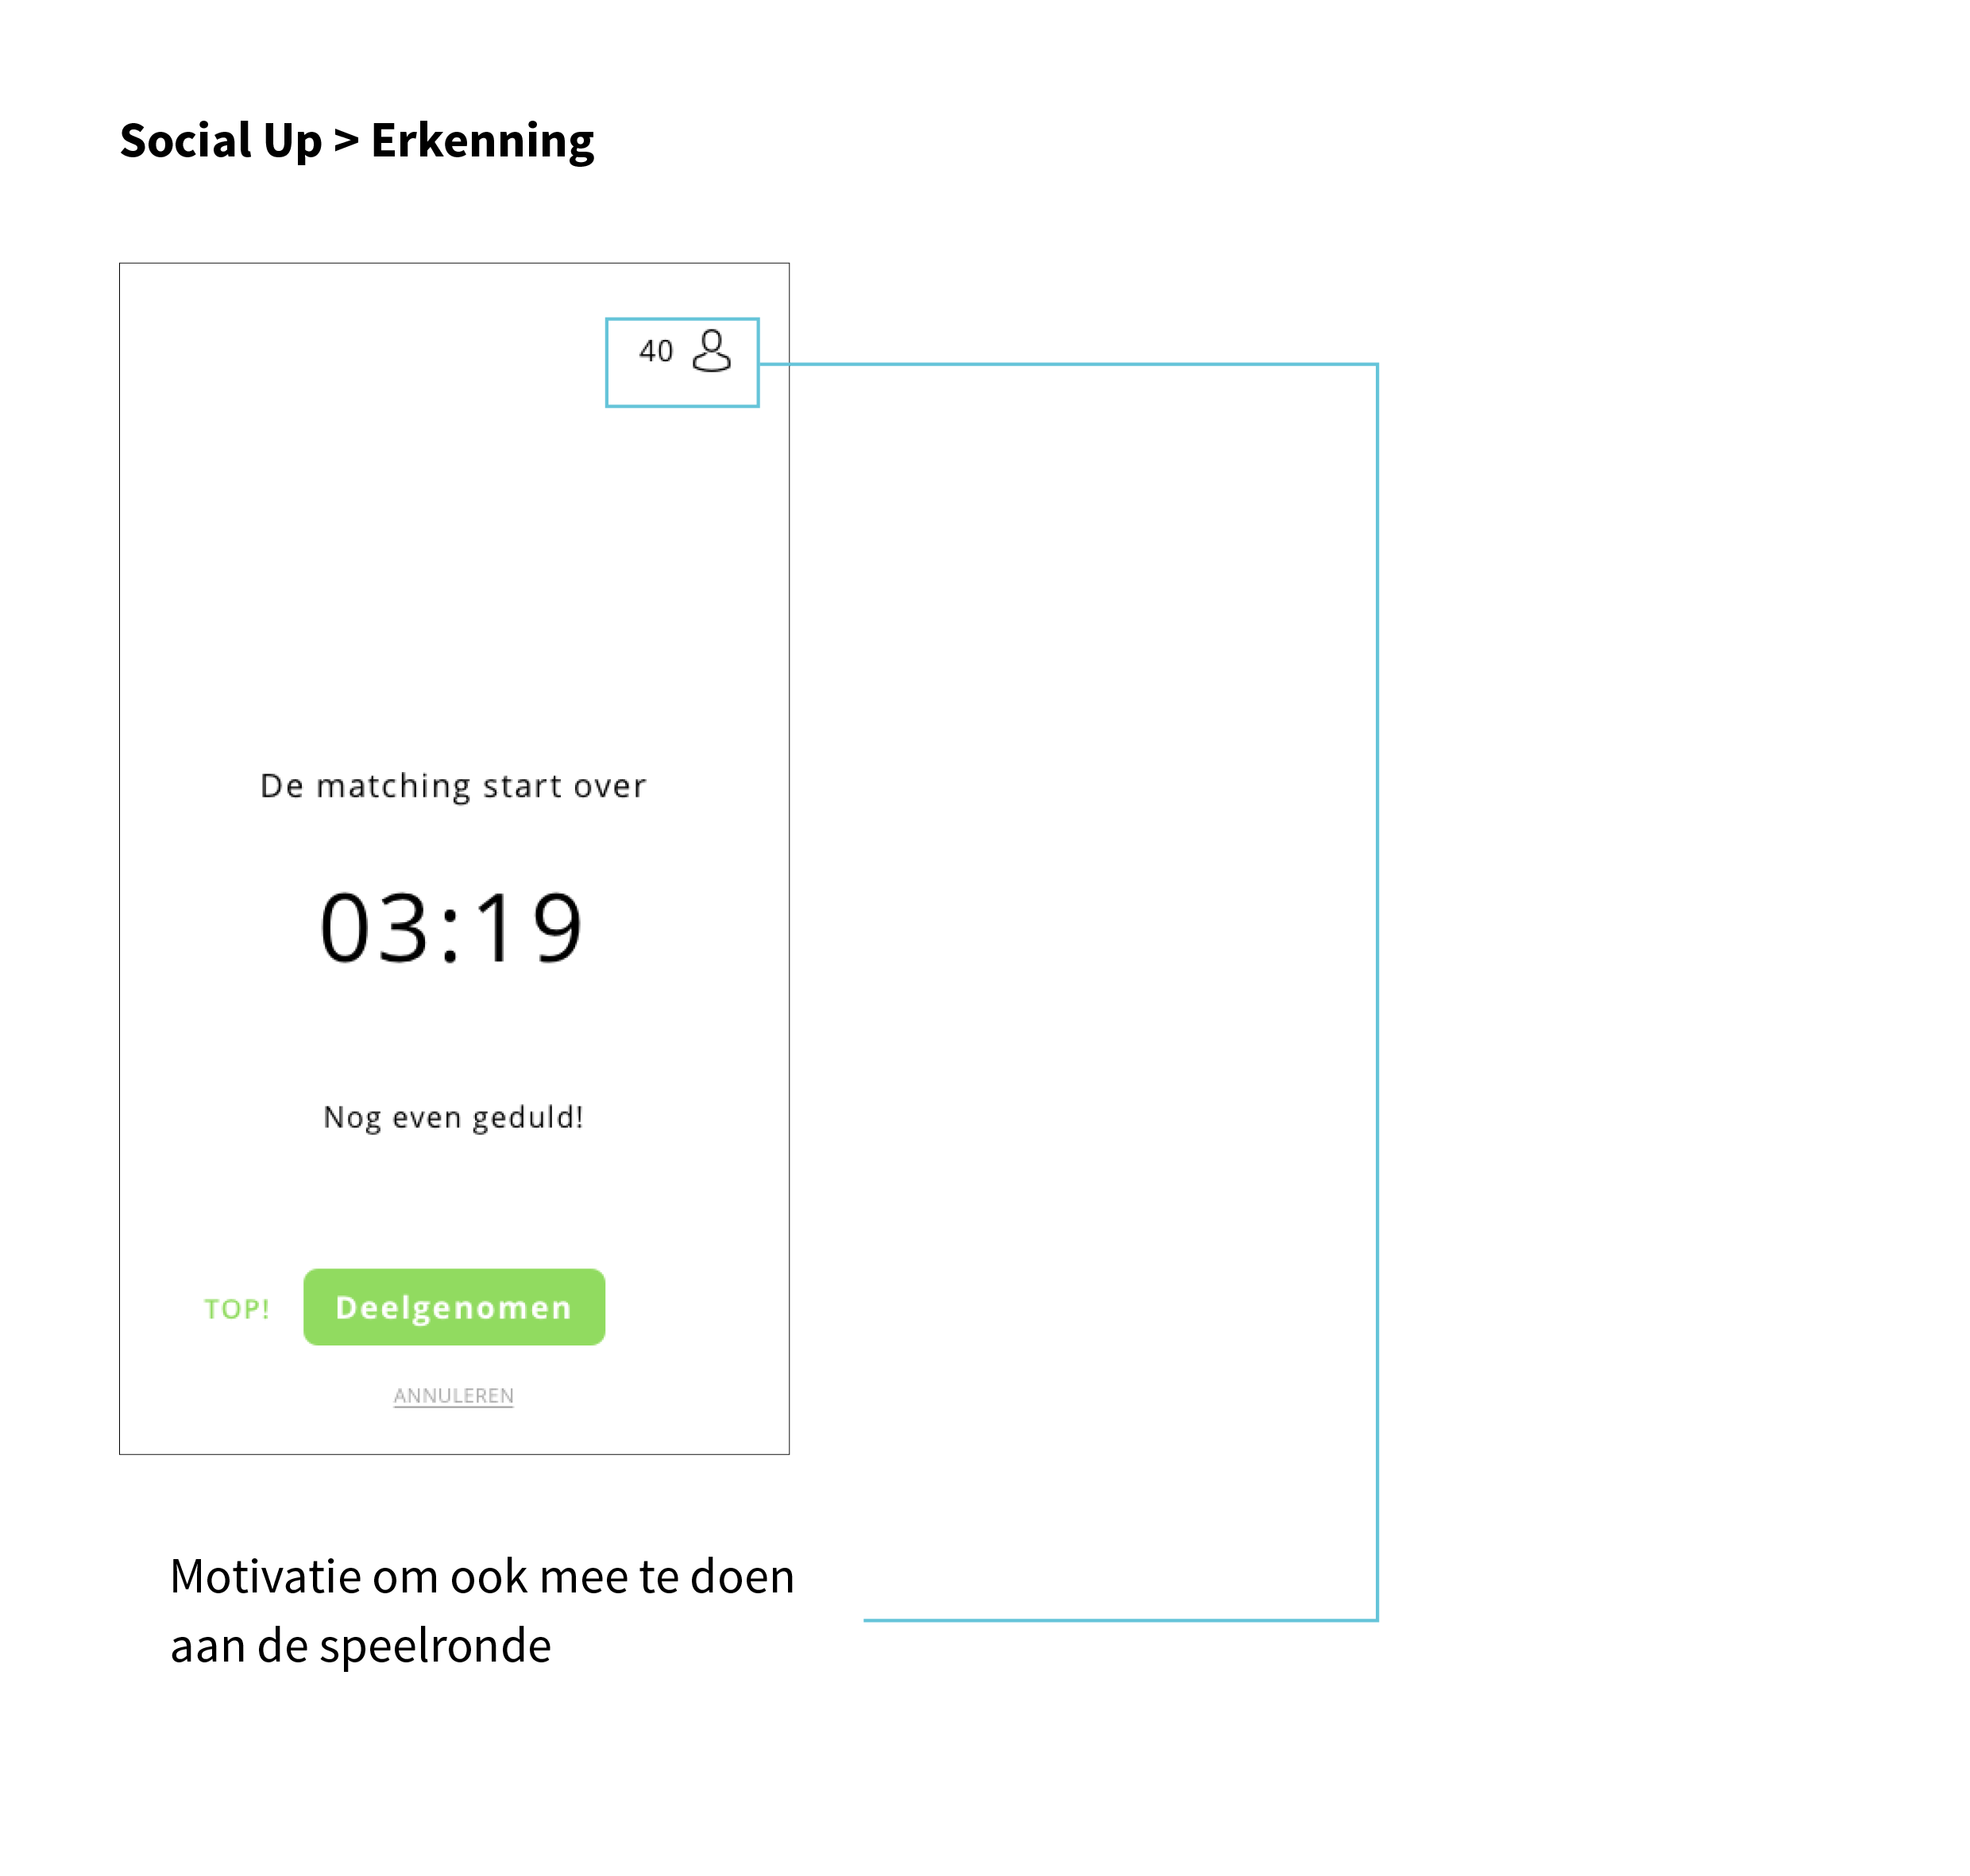 Social Up > Erkenning
40
De matching start over
03:19
Nog even geduld!
TOP!
Deelgenomen
ANNULEREN
Motivatie om ook mee te doen
aan de speelronde